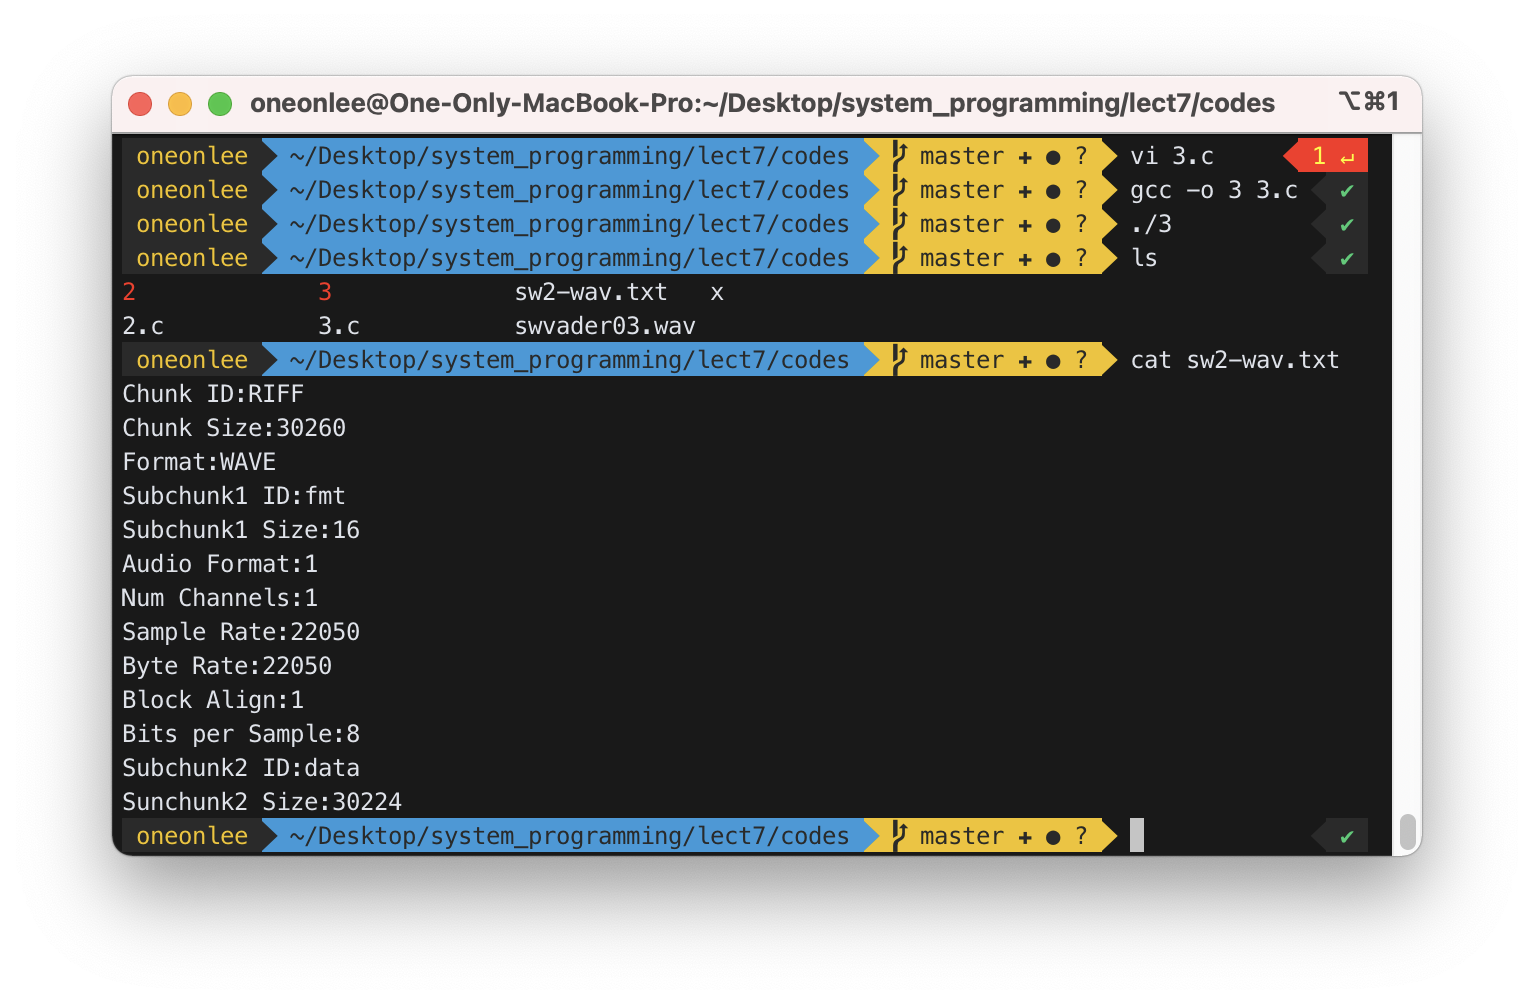 oneonlee@One-Only-MacBook-Pro:~/Desktop/system_programming/lect7/codes ⌥⌘1
oneonlee ~/Desktop/system_programming/lect7/codes master ✚ ● ? vi 3.c 1 ↵
oneonlee ~/Desktop/system_programming/lect7/codes master ✚ ● ? gcc -o 3 3.c ✔
oneonlee ~/Desktop/system_programming/lect7/codes master ✚ ● ? ./3 ✔
oneonlee ~/Desktop/system_programming/lect7/codes master ✚ ● ? ls ✔
2 3 sw2-wav.txt x
2.c 3.c swvader03.wav
oneonlee ~/Desktop/system_programming/lect7/codes master ✚ ● ? cat sw2-wav.txt
Chunk ID:RIFF
Chunk Size:30260
Format:WAVE
Subchunk1 ID:fmt
Subchunk1 Size:16
Audio Format:1
Num Channels:1
Sample Rate:22050
Byte Rate:22050
Block Align:1
Bits per Sample:8
Subchunk2 ID:data
Sunchunk2 Size:30224
oneonlee ~/Desktop/system_programming/lect7/codes master ✚ ● ? ✔